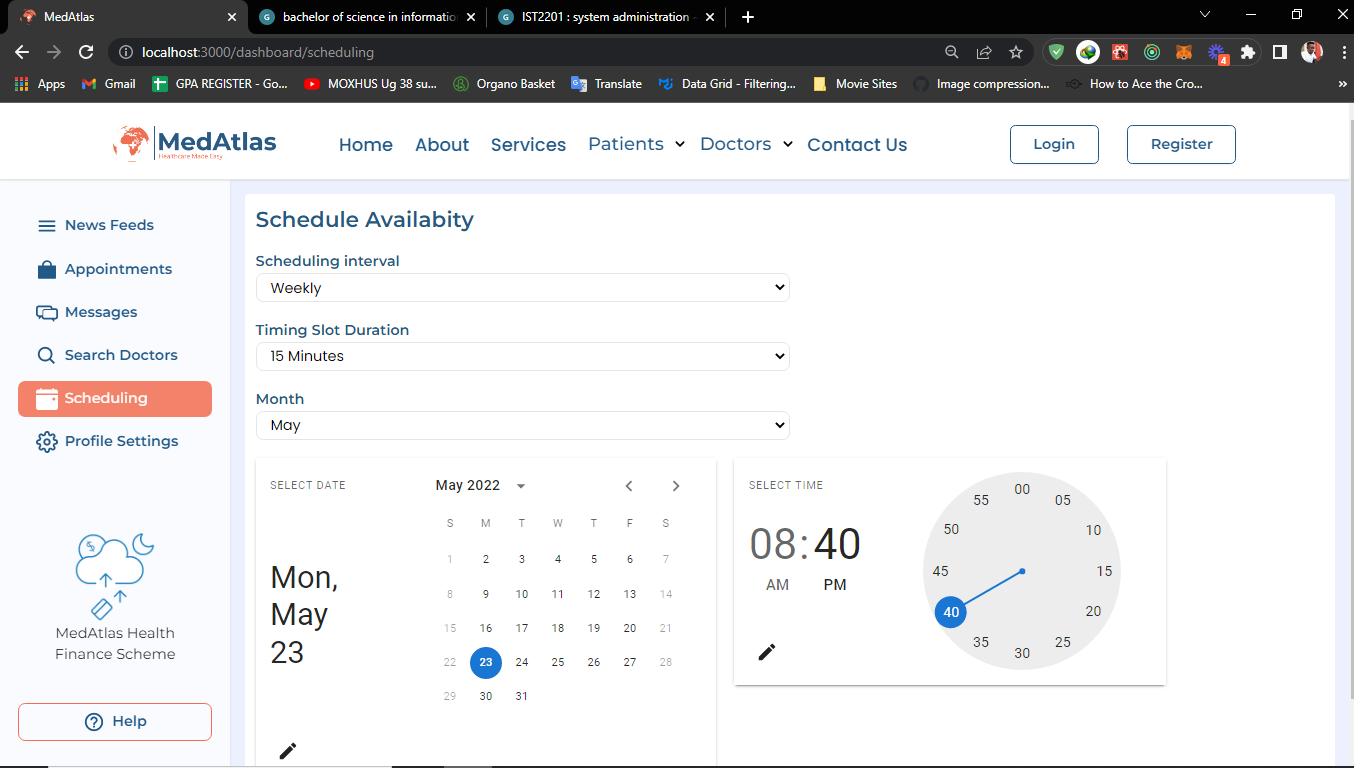 MedAtlas
bachelor of science in informatio
IST2201 : system administration -
localhost:3000/dashboard/scheduling
4
Apps
Gmail
GPA REGISTER - Go...
MOXHUS Ug 38 su...
Organo Basket
Translate
Data Grid - Filtering...
Movie Sites
Image compression...
How to Ace the Cro...
»
MedAtlas
Healthcare Made Easy
Home
About
Services
Patients
Doctors
Contact Us
Login
Register
News Feeds
Appointments
Messages
Search Doctors
Scheduling
Profile Settings
MedAtlas Health
Finance Scheme
Help
Schedule Availabity
Scheduling interval
Weekly
Timing Slot Duration
15 Minutes
Month
May
SELECT DATE
Mon,
May
23
May 2022
S M T W T F S
1 2 3 4 5 6 7
8 9 10 11 12 13 14
15 16 17 18 19 20 21
22 23 24 25 26 27 28
29 30 31
SELECT TIME
08:40
AM PM
00
05
10
15
20
25
30
35
40
45
50
55